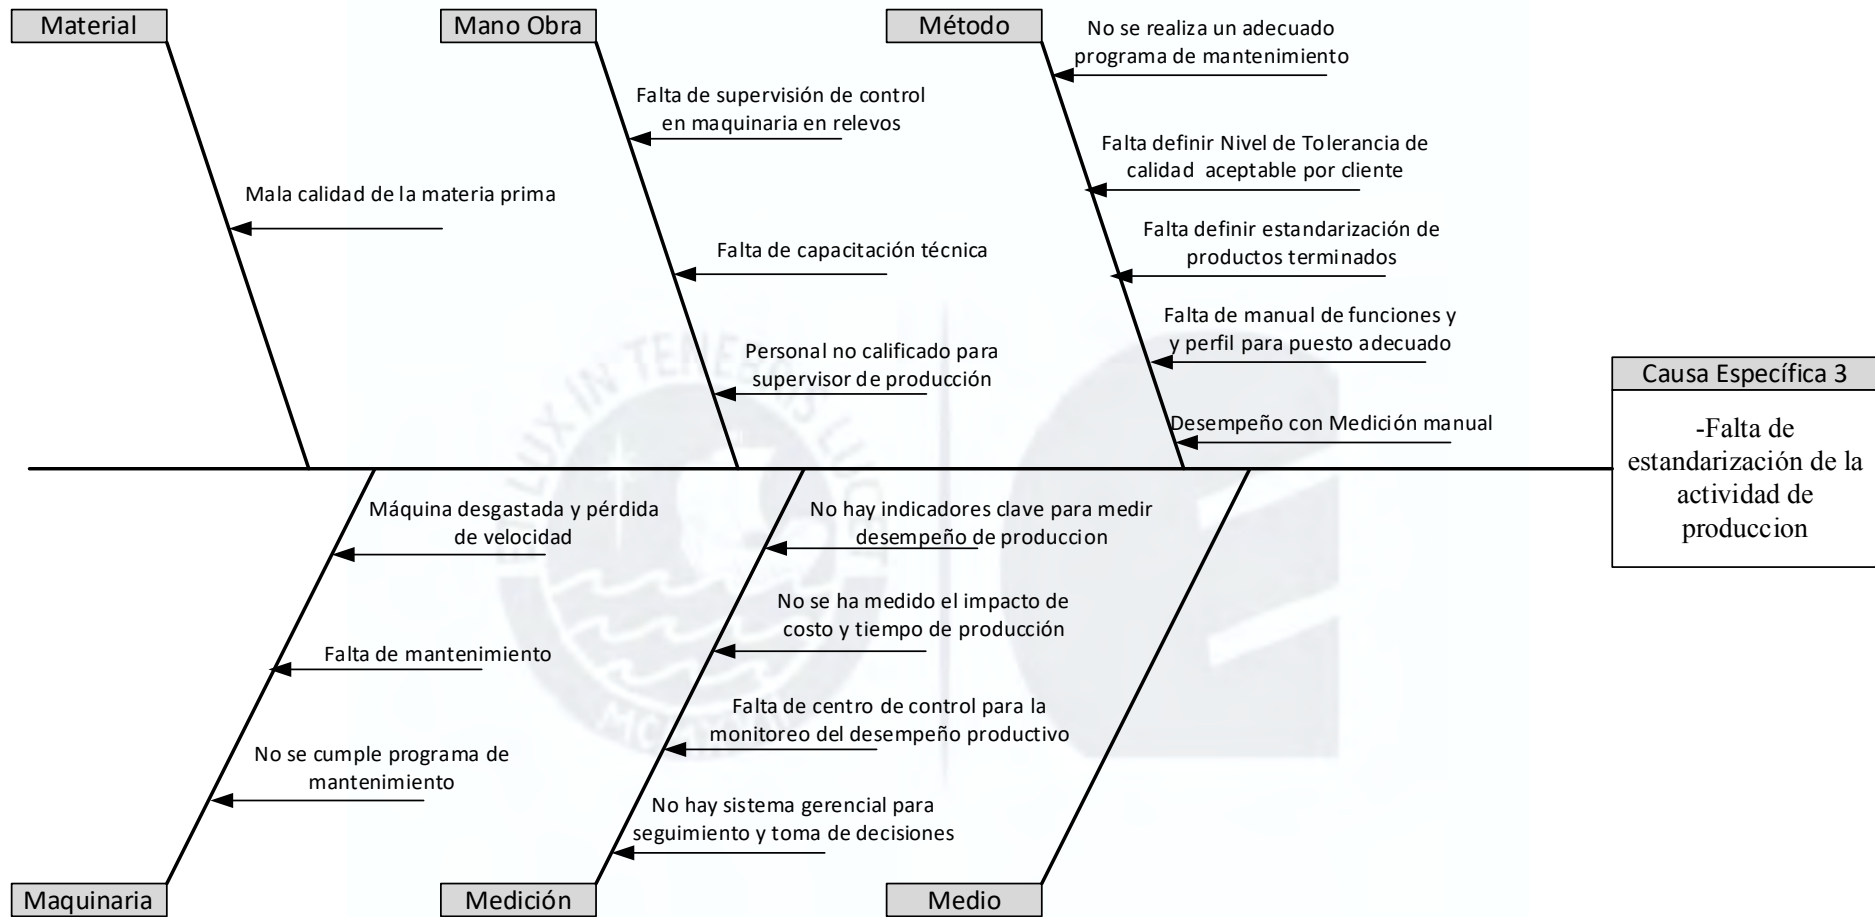 Material
Mano Obra
Método
No se realiza un adecuado
programa de mantenimiento
Falta de supervisión de control
en maquinaria en relevos
Falta definir Nivel de Tolerancia de
calidad aceptable por cliente
Mala calidad de la materia prima
Falta de capacitación técnica
Falta definir estandarización de
productos terminados
Personal no calificado para
supervisor de producción
Falta de manual de funciones y
y perfil para puesto adecuado
Desempeño con Medición manual
Causa Específica 3
-Falta de
estandarización de la
actividad de
produccion
Máquina desgastada y pérdida
de velocidad
No hay indicadores clave para medir
desempeño de produccion
Falta de mantenimiento
No se ha medido el impacto de
costo y tiempo de producción
No se cumple programa de
mantenimiento
Falta de centro de control para la
monitoreo del desempeño productivo
No hay sistema gerencial para
seguimiento y toma de decisiones
Maquinaria
Medición
Medio